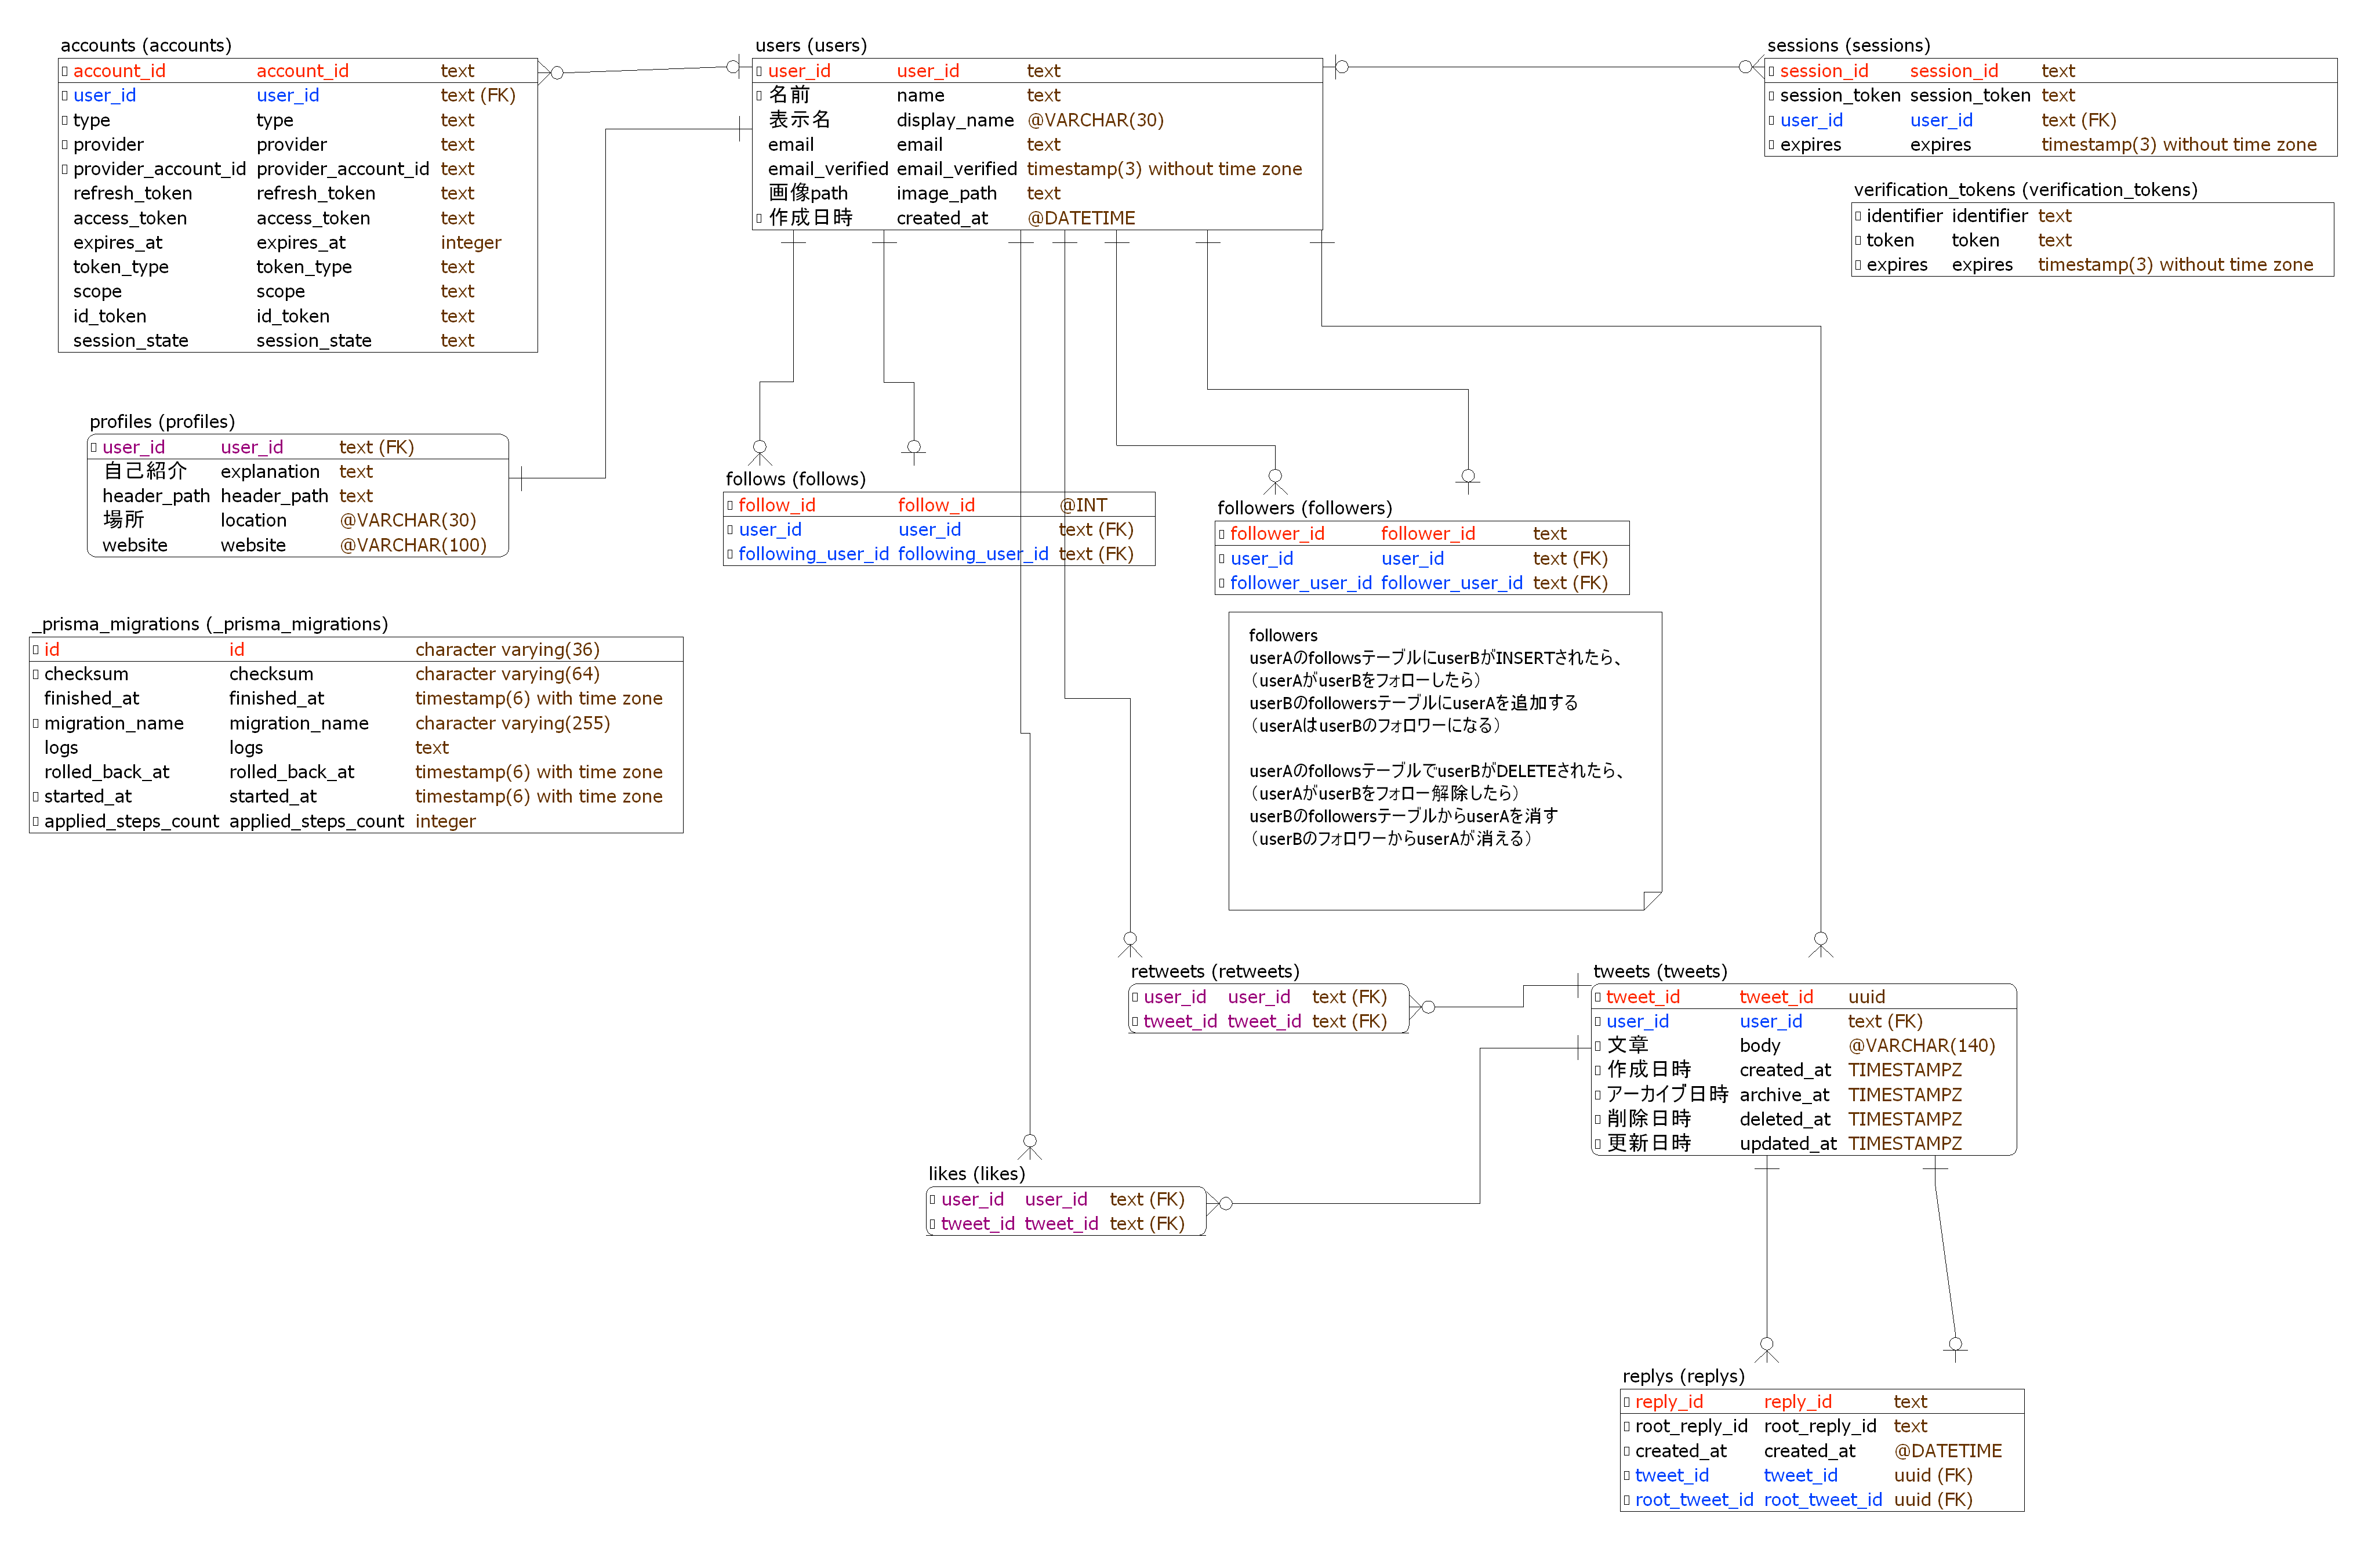 accounts (accounts)
account_id account_id text
user_id user_id text (FK)
type type text
provider provider text
provider_account_id provider_account_id text
refresh_token refresh_token text
access_token access_token text
expires_at expires_at integer
token_type token_type text
scope scope text
id_token id_token text
session_state session_state text
users (users)
user_id user_id text
名前 name text
表示名 display_name @VARCHAR(30)
email email text
email_verified email_verified timestamp(3) without time zone
画像path image_path text
作成日時 created_at @DATETIME
sessions (sessions)
session_id session_id text
session_token session_token text
user_id user_id text (FK)
expires expires timestamp(3) without time zone
verification_tokens (verification_tokens)
identifier identifier text
token token text
expires expires timestamp(3) without time zone
profiles (profiles)
user_id user_id text (FK)
自己紹介 explanation text
header_path header_path text
場所 location @VARCHAR(30)
website website @VARCHAR(100)
follows (follows)
follow_id follow_id @INT
user_id user_id text (FK)
following_user_id following_user_id text (FK)
followers (followers)
follower_id follower_id text
user_id user_id text (FK)
follower_user_id follower_user_id text (FK)
_prisma_migrations (_prisma_migrations)
id id character varying(36)
checksum checksum character varying(64)
finished_at finished_at timestamp(6) with time zone
migration_name migration_name character varying(255)
logs logs text
rolled_back_at rolled_back_at timestamp(6) with time zone
started_at started_at timestamp(6) with time zone
applied_steps_count applied_steps_count integer
followers
userAのfollowsテーブルにuserBがINSERTされたら、
（userAがuserBをフォローしたら）
userBのfollowersテーブルにuserAを追加する
（userAはuserBのフォロワーになる）
userAのfollowsテーブルでuserBがDELETEされたら、
（userAがuserBをフォロー解除したら）
userBのfollowersテーブルからuserAを消す
（userBのフォロワーからuserAが消える）
retweets (retweets)
user_id user_id text (FK)
tweet_id tweet_id text (FK)
tweets (tweets)
tweet_id tweet_id uuid
user_id user_id text (FK)
文章 body @VARCHAR(140)
作成日時 created_at TIMESTAMPZ
アーカイブ日時 archive_at TIMESTAMPZ
削除日時 deleted_at TIMESTAMPZ
更新日時 updated_at TIMESTAMPZ
likes (likes)
user_id user_id text (FK)
tweet_id tweet_id text (FK)
replys (replys)
reply_id reply_id text
root_reply_id root_reply_id text
created_at created_at @DATETIME
tweet_id tweet_id uuid (FK)
root_tweet_id root_tweet_id uuid (FK)